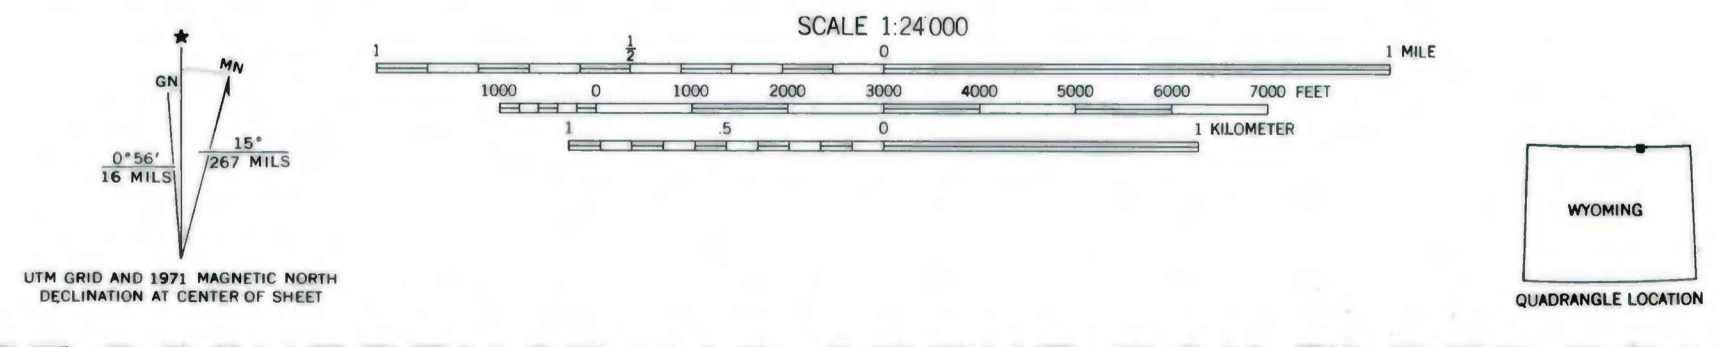 SCALE 1:24000
1 1/2 0 1 MILE
1000 0 1000 2000 3000 4000 5000 6000 7000 FEET
1 .5 0 1 KILOMETER
GN MN
0°56′ 15°
16 MILS 267 MILS
UTM GRID AND 1971 MAGNETIC NORTH
DECLINATION AT CENTER OF SHEET
WYOMING
QUADRANGLE LOCATION